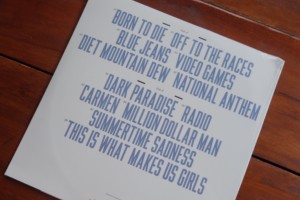 "BORN TO DIE "OFF TO THE RACES
"BLUE JEANS "VIDEO GAMES
"DIET MOUNTAIN DEW "NATIONAL ANTHEM
"DARK PARADISE "RADIO
"CARMEN "MILLION DOLLAR MAN
"SUMMERTIME SADNESS
"THIS IS WHAT MAKES US GIRLS